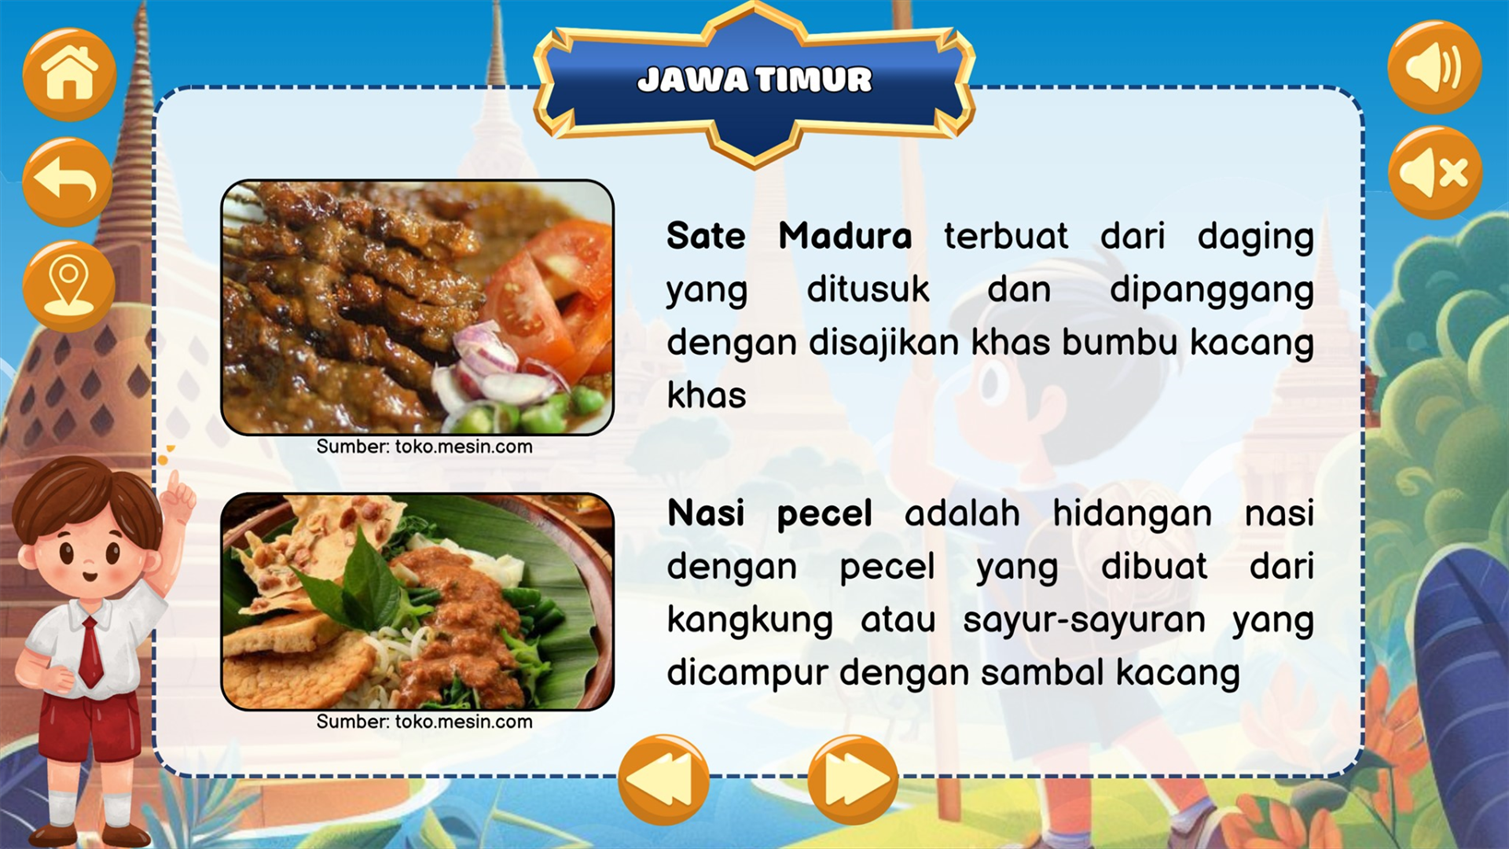 JAWA TIMUR
Sate Madura terbuat dari daging
yang ditusuk dan dipanggang
dengan disajikan khas bumbu kacang
khas
Sumber: toko.mesin.com
Nasi pecel adalah hidangan nasi
dengan pecel yang dibuat dari
kangkung atau sayur-sayuran yang
dicampur dengan sambal kacang
Sumber: toko.mesin.com